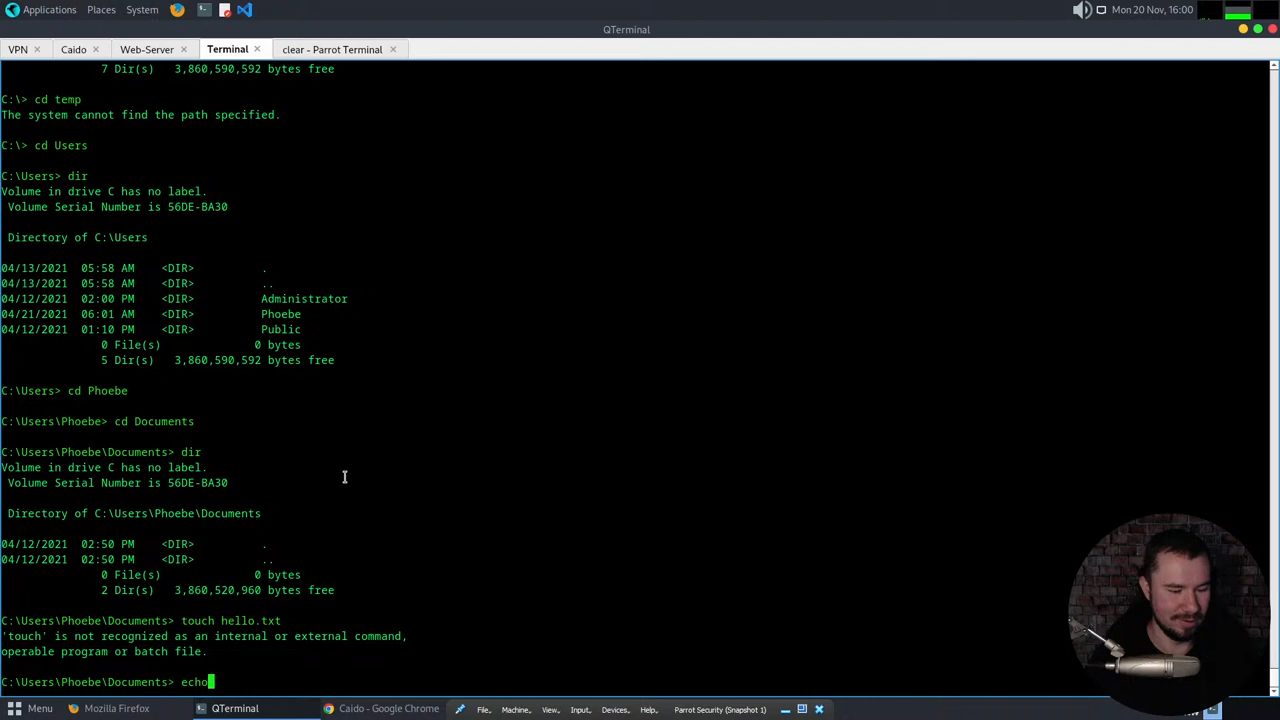 Applications Places System Mon 20 Nov, 16:00
QTerminal
VPN Caido Web-Server Terminal clear - Parrot Terminal
7 Dir(s) 3,860,590,592 bytes free
C:\> cd temp
The system cannot find the path specified.
C:\> cd Users
C:\Users> dir
Volume in drive C has no label.
Volume Serial Number is 56DE-BA30
Directory of C:\Users
04/13/2021 05:58 AM <DIR> .
04/13/2021 05:58 AM <DIR> ..
04/12/2021 02:00 PM <DIR> Administrator
04/21/2021 06:01 AM <DIR> Phoebe
04/12/2021 01:10 PM <DIR> Public
0 File(s) 0 bytes
5 Dir(s) 3,860,590,592 bytes free
C:\Users> cd Phoebe
C:\Users\Phoebe> cd Documents
C:\Users\Phoebe\Documents> dir
Volume in drive C has no label.
Volume Serial Number is 56DE-BA30
Directory of C:\Users\Phoebe\Documents
04/12/2021 02:50 PM <DIR> .
04/12/2021 02:50 PM <DIR> ..
0 File(s) 0 bytes
2 Dir(s) 3,860,520,960 bytes free
C:\Users\Phoebe\Documents> touch hello.txt
'touch' is not recognized as an internal or external command,
operable program or batch file.
C:\Users\Phoebe\Documents> echo
Menu Mozilla Firefox QTerminal Caido - Google Chrome File, Machine, View, Input, Devices, Help, Parrot Security (Snapshot 1)